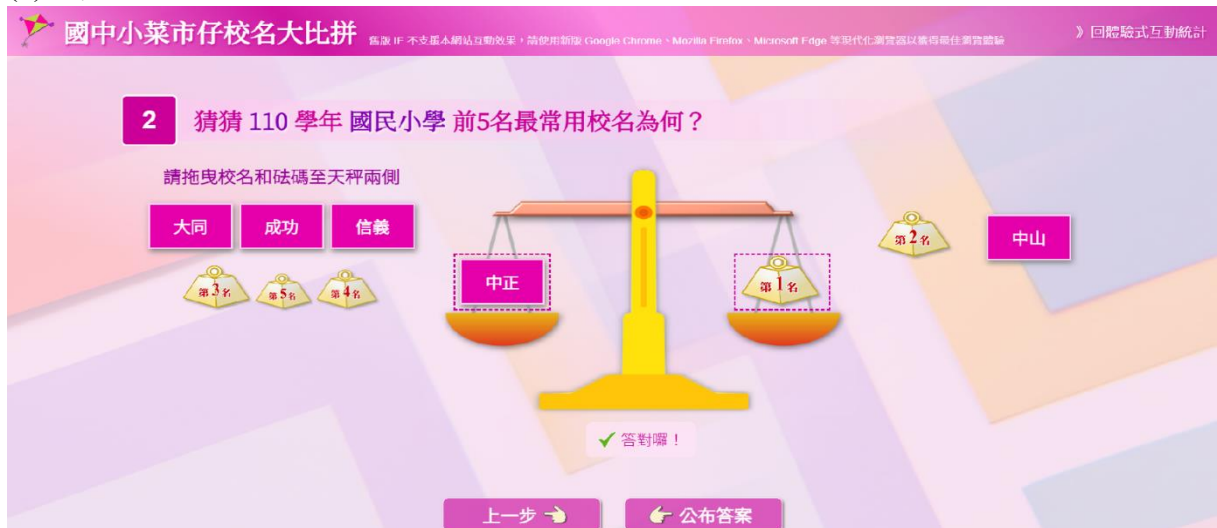 國中小菜市仔校名大比拼 舊版 IE 不支援本網站互動效果,請使用新版 Google Chrome、Mozilla Firefox、Microsoft Edge 等現代化瀏覽器以獲得最佳瀏覽體驗 》回體驗式互動統計
2 猜猜 110 學年 國民小學 前5名最常用校名為何?
請拖曳校名和砝碼至天秤兩側
大同 成功 信義
第3名 第5名 第4名
中正
第1名
第2名
中山
✓ 答對囉!
上一步 公布答案